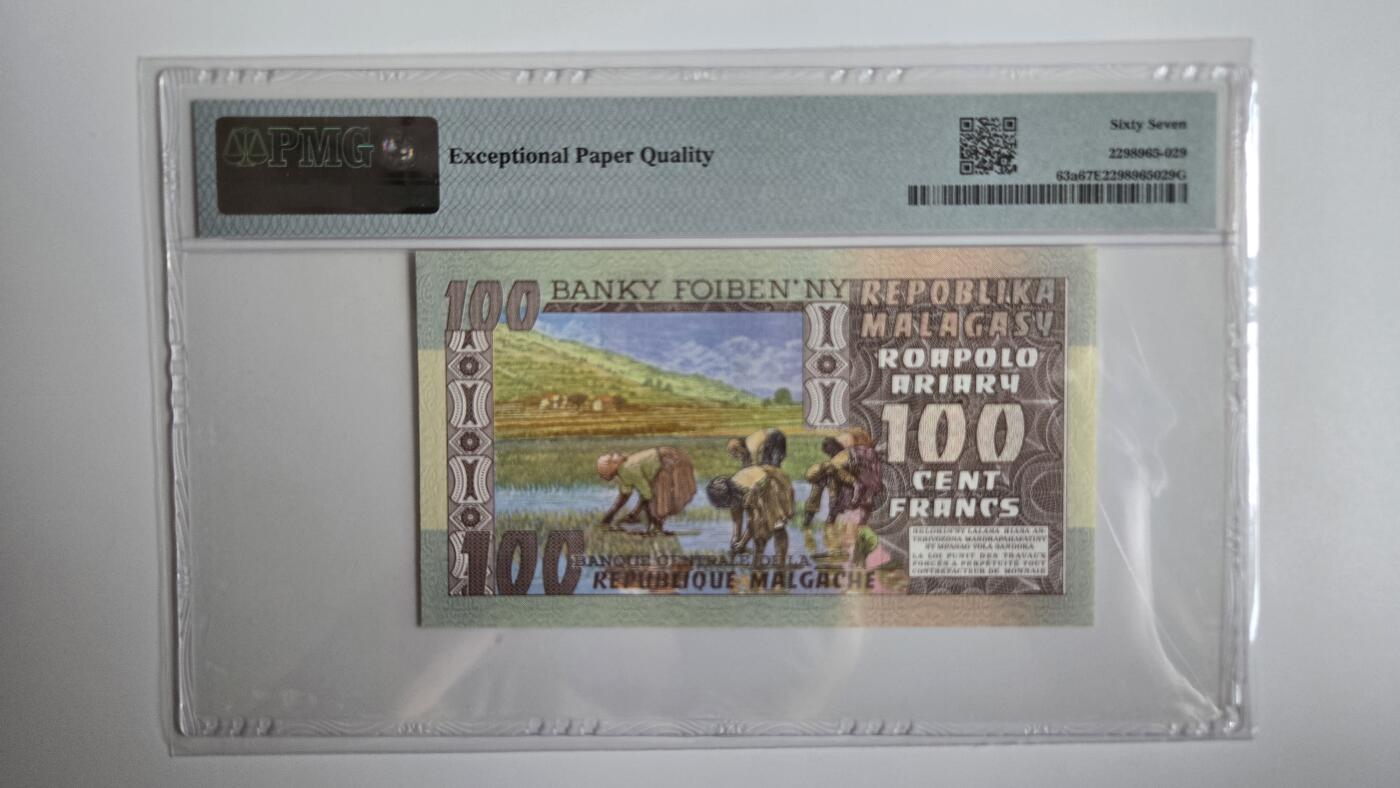 PMG
Exceptional Paper Quality
Sixty Seven
2298965-029
63a67E2298965029G
100
BANKY FOIBEN'NY
REPOBLIKA
MALAGASY
ROAPOLO
ARIARY
100
CENT
FRANCS
LA LOI PUNIT DES TRAVAUX
FORCÉS A PERPÉTUITÉ TOUT
CONTREFACTEUR DE MONNAIE
100
BANQUE CENTRALE DE LA
REPUBLIQUE MALGACHE